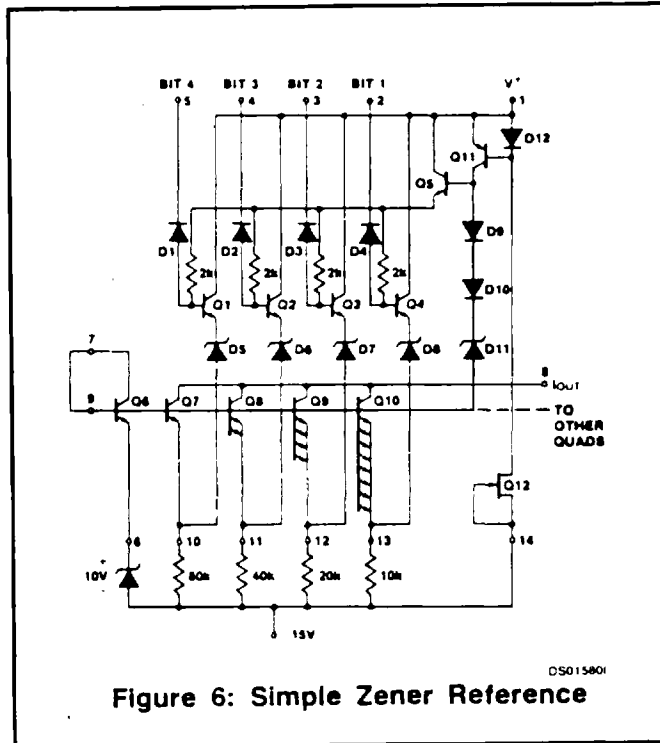 BIT 4 BIT 3 BIT 2 BIT 1 V+
5 4 3 2 1
D12
Q11
Q5
D9
D1 D2 D3 D4
2k 2k 2k 2k
D10
Q1 Q2 Q3 Q4
D5 D6 D7 D8 D11
7
8
IOUT
9 Q6 Q7 Q8 Q9 Q10
TO
OTHER
QUADS
Q12
6 10 11 12 13 14
+
10V 80k 40k 20k 10k
15V
DS01580I
Figure 6: Simple Zener Reference